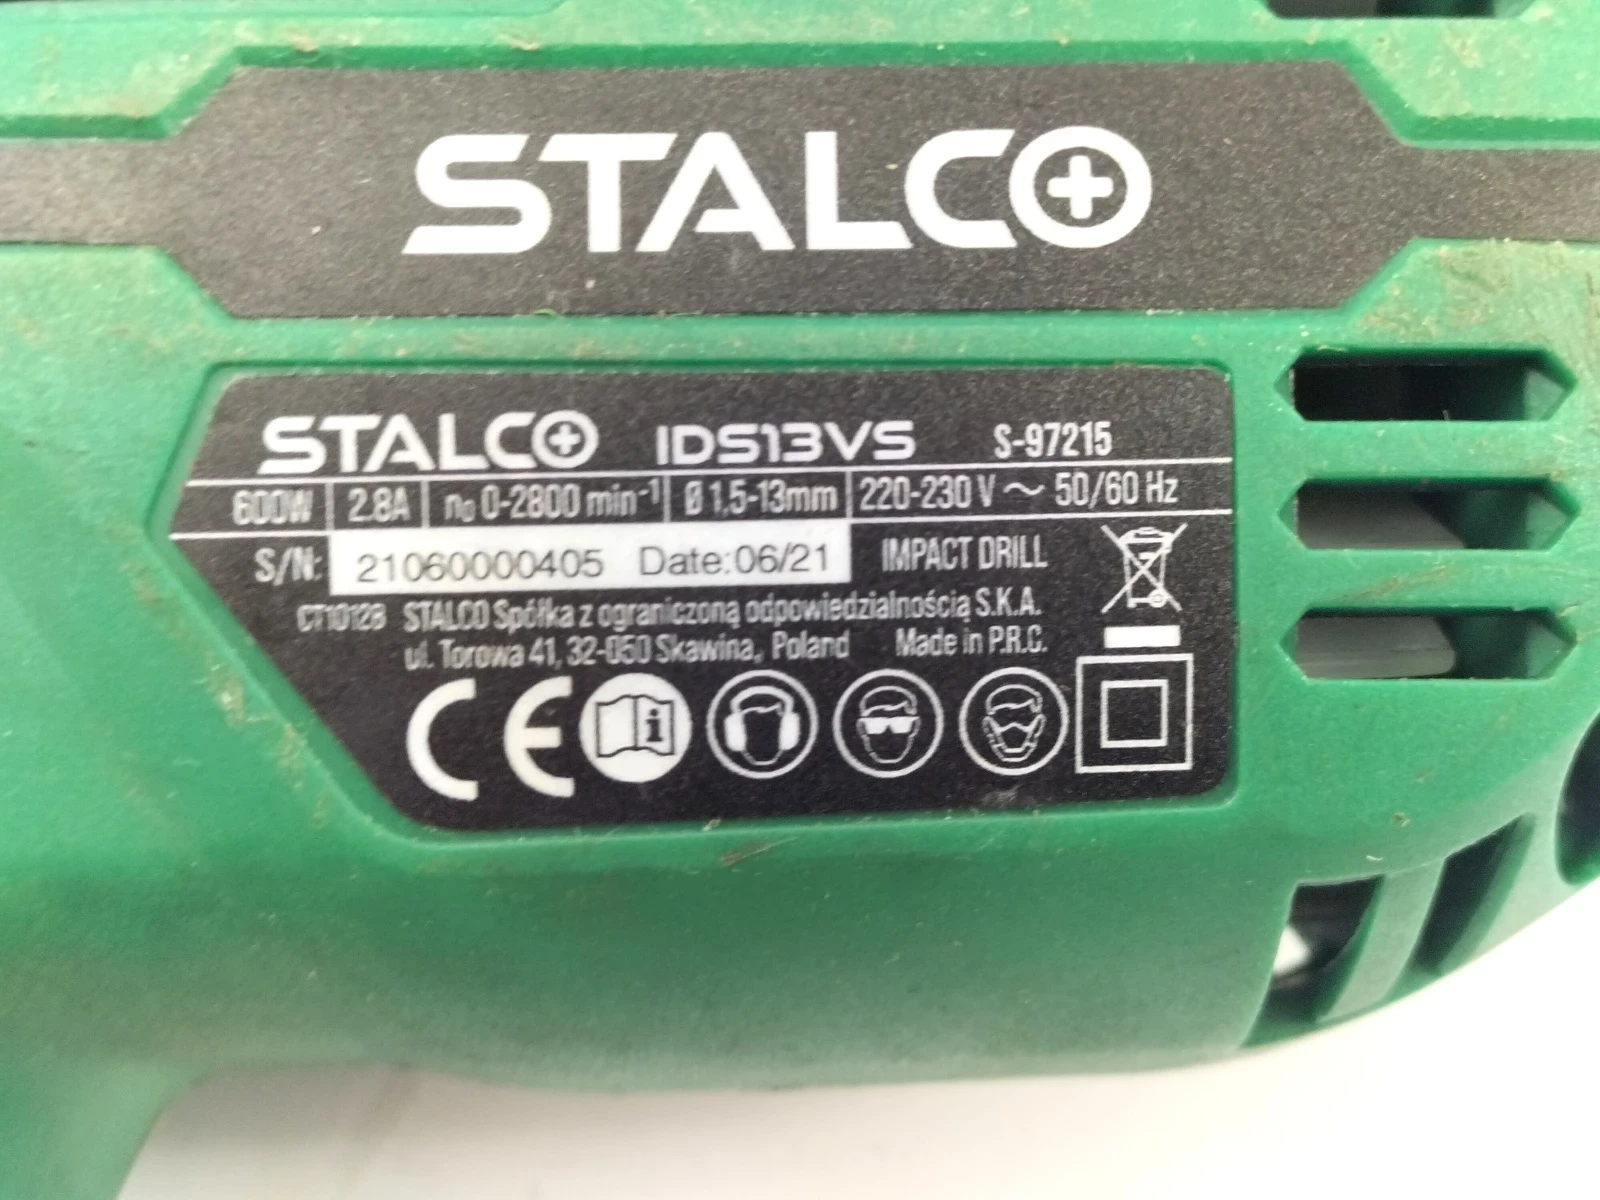 STALCO
STALCO IDS13VS S-97215
600W 2.8A n₀ 0-2800 min⁻¹ Ø 1,5-13mm 220-230 V ~ 50/60 Hz
S/N: 21060000405 Date:06/21 IMPACT DRILL
CT10128 STALCO Spółka z ograniczoną odpowiedzialnością S.K.A.
ul. Torowa 41, 32-050 Skawina, Poland Made in P.R.C.
CE